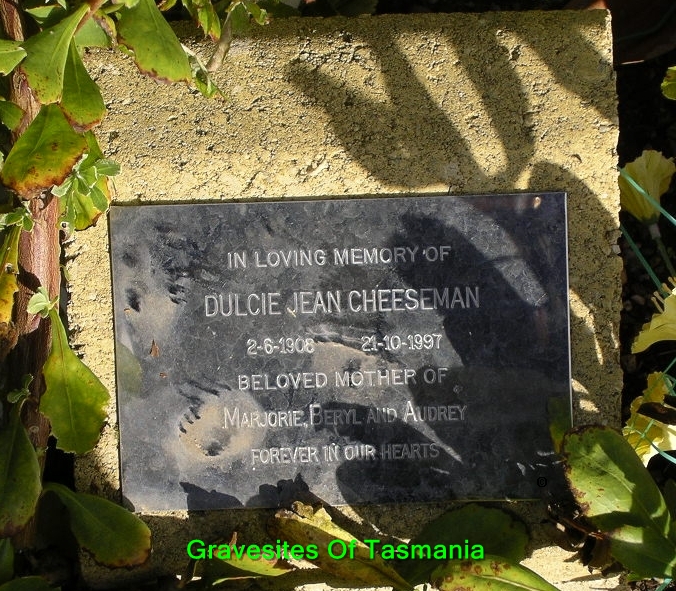 IN LOVING MEMORY OF
DULCIE JEAN CHEESEMAN
2-6-1908 21-10-1997
BELOVED MOTHER OF
MARJORIE, BERYL AND AUDREY
FOREVER IN OUR HEARTS
©
Gravesites Of Tasmania